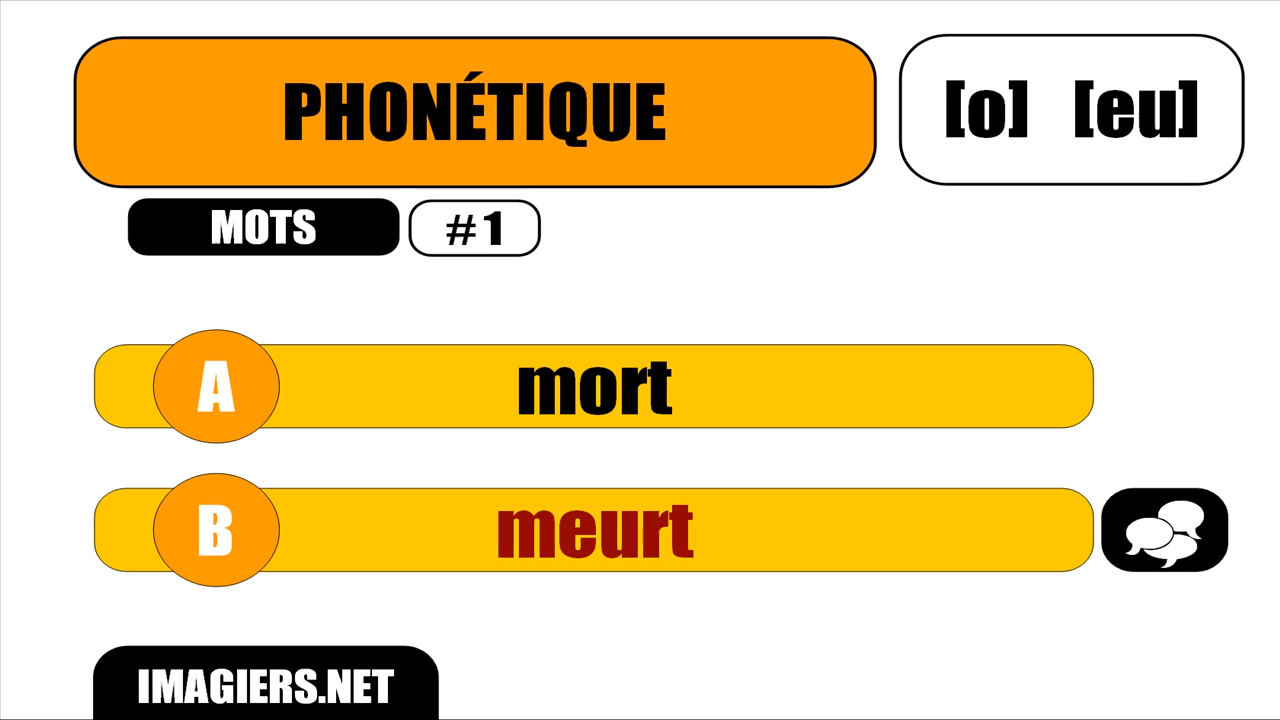 PHONÉTIQUE
[o] [eu]
MOTS #1
A mort
B meurt
IMAGIERS.NET